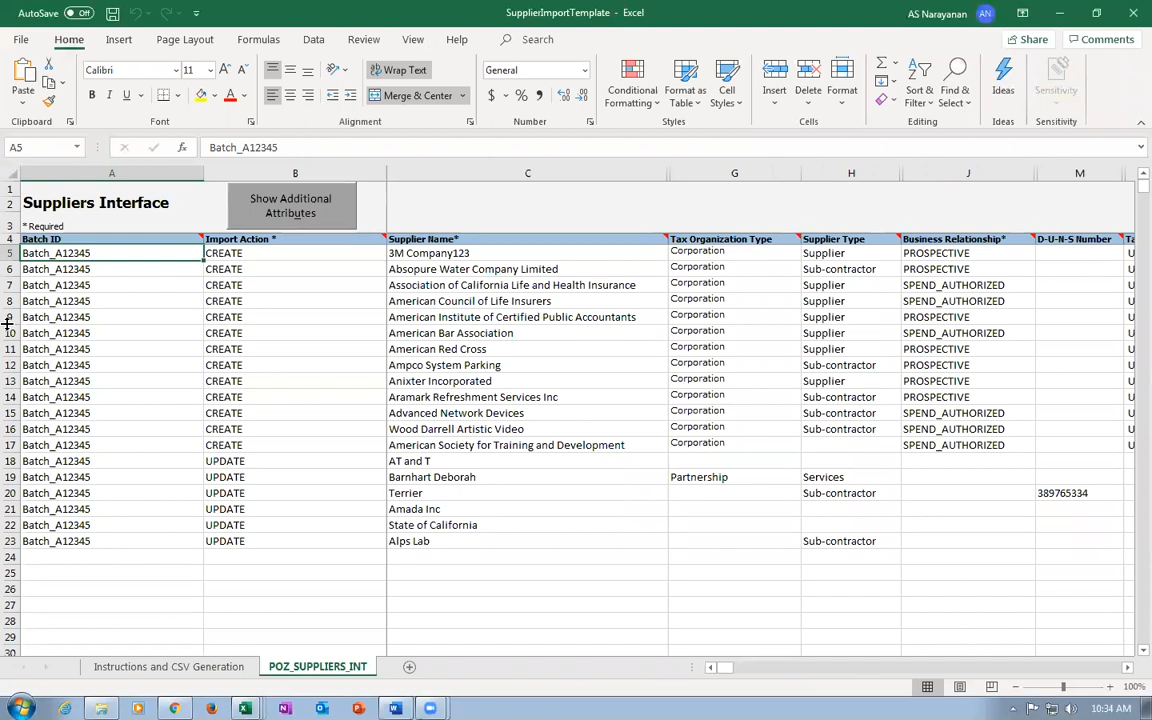 AutoSave Off SupplierImportTemplate - Excel AS Narayanan AN
File Home Insert Page Layout Formulas Data Review View Help Search Share Comments
Paste Calibri 11 Wrap Text General Conditional Formatting Format as Table Cell Styles Insert Delete Format Sort & Filter Find & Select Ideas Sensitivity
B I U Merge & Center $ %
Clipboard Font Alignment Number Styles Cells Editing Ideas Sensitivity
A5 fx Batch_A12345
A B C G H J M
1
2 Suppliers Interface Show Additional Attributes
3 * Required
4 Batch ID Import Action * Supplier Name* Tax Organization Type Supplier Type Business Relationship* D-U-N-S Number Ta
5 Batch_A12345 CREATE 3M Company123 Corporation Supplier PROSPECTIVE U
6 Batch_A12345 CREATE Absopure Water Company Limited Corporation Sub-contractor PROSPECTIVE U
7 Batch_A12345 CREATE Association of California Life and Health Insurance Corporation Supplier SPEND_AUTHORIZED U
8 Batch_A12345 CREATE American Council of Life Insurers Corporation Supplier SPEND_AUTHORIZED U
9 Batch_A12345 CREATE American Institute of Certified Public Accountants Corporation Supplier PROSPECTIVE U
10 Batch_A12345 CREATE American Bar Association Corporation Supplier SPEND_AUTHORIZED U
11 Batch_A12345 CREATE American Red Cross Corporation Supplier PROSPECTIVE U
12 Batch_A12345 CREATE Ampco System Parking Corporation Sub-contractor PROSPECTIVE U
13 Batch_A12345 CREATE Anixter Incorporated Corporation Supplier PROSPECTIVE U
14 Batch_A12345 CREATE Aramark Refreshment Services Inc Corporation Sub-contractor PROSPECTIVE U
15 Batch_A12345 CREATE Advanced Network Devices Corporation Sub-contractor SPEND_AUTHORIZED U
16 Batch_A12345 CREATE Wood Darrell Artistic Video Corporation Sub-contractor SPEND_AUTHORIZED U
17 Batch_A12345 CREATE American Society for Training and Development Corporation SPEND_AUTHORIZED U
18 Batch_A12345 UPDATE AT and T
19 Batch_A12345 UPDATE Barnhart Deborah Partnership Services
20 Batch_A12345 UPDATE Terrier Sub-contractor 389765334
21 Batch_A12345 UPDATE Amada Inc
22 Batch_A12345 UPDATE State of California
23 Batch_A12345 UPDATE Alps Lab Sub-contractor
24
25
26
27
28
29
30
Instructions and CSV Generation POZ_SUPPLIERS_INT
100%
10:34 AM